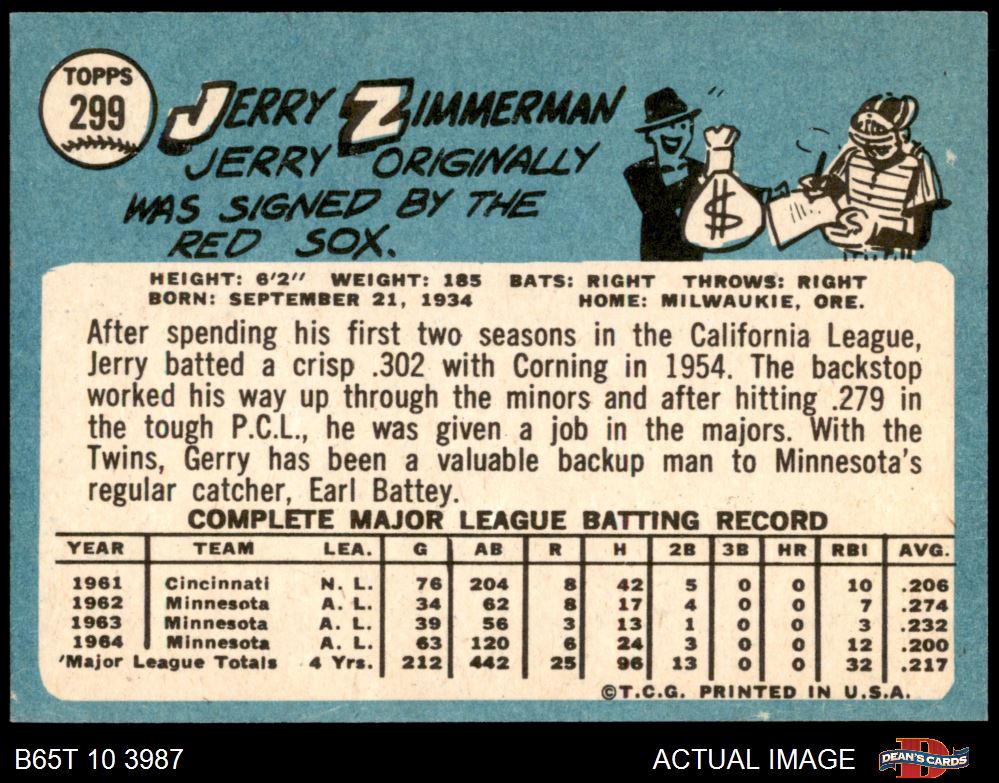 TOPPS
299
JERRY ZIMMERMAN
JERRY ORIGINALLY
WAS SIGNED BY THE
RED SOX.
$
$
HEIGHT: 6'2" WEIGHT: 185 BATS: RIGHT THROWS: RIGHT
BORN: SEPTEMBER 21, 1934 HOME: MILWAUKIE, ORE.
After spending his first two seasons in the California League,
Jerry batted a crisp .302 with Corning in 1954. The backstop
worked his way up through the minors and after hitting .279 in
the tough P.C.L., he was given a job in the majors. With the
Twins, Gerry has been a valuable backup man to Minnesota's
regular catcher, Earl Battey.
COMPLETE MAJOR LEAGUE BATTING RECORD
YEAR TEAM LEA. G AB R H 2B 3B HR RBI AVG.
1961 Cincinnati N. L. 76 204 8 42 5 0 0 10 .206
1962 Minnesota A. L. 34 62 8 17 4 0 0 7 .274
1963 Minnesota A. L. 39 56 3 13 1 0 0 3 .232
1964 Minnesota A. L. 63 120 6 24 3 0 0 12 .200
Major League Totals 4 Yrs. 212 442 25 96 13 0 0 32 .217
©T.C.G. PRINTED IN U.S.A.
B65T 10 3987 ACTUAL IMAGE DEAN'S CARDS